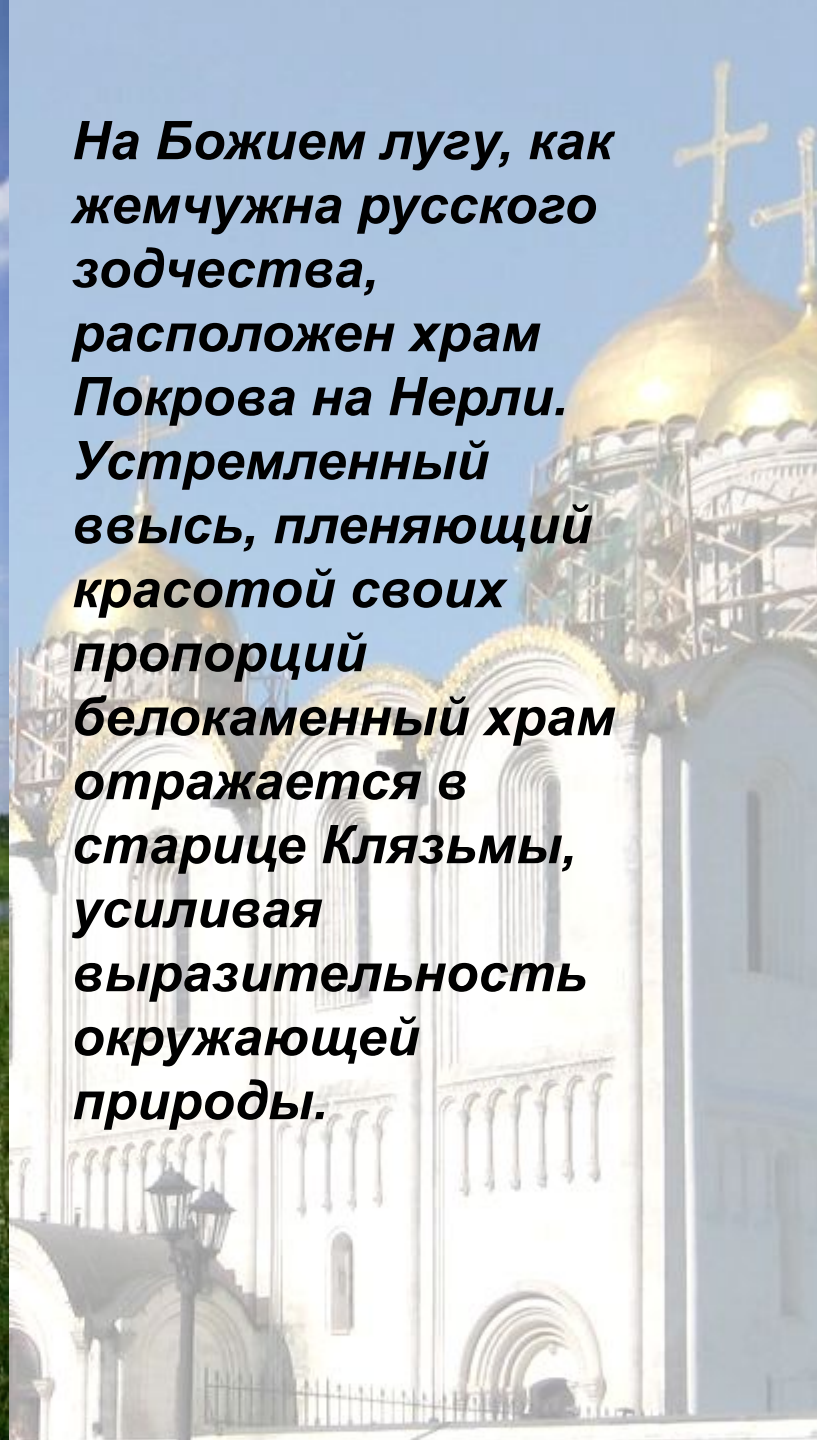 На Божием лугу, как
жемчужна русского
зодчества,
расположен храм
Покрова на Нерли.
Устремленный
ввысь, пленяющий
красотой своих
пропорций
белокаменный храм
отражается в
старице Клязьмы,
усиливая
выразительность
окружающей
природы.